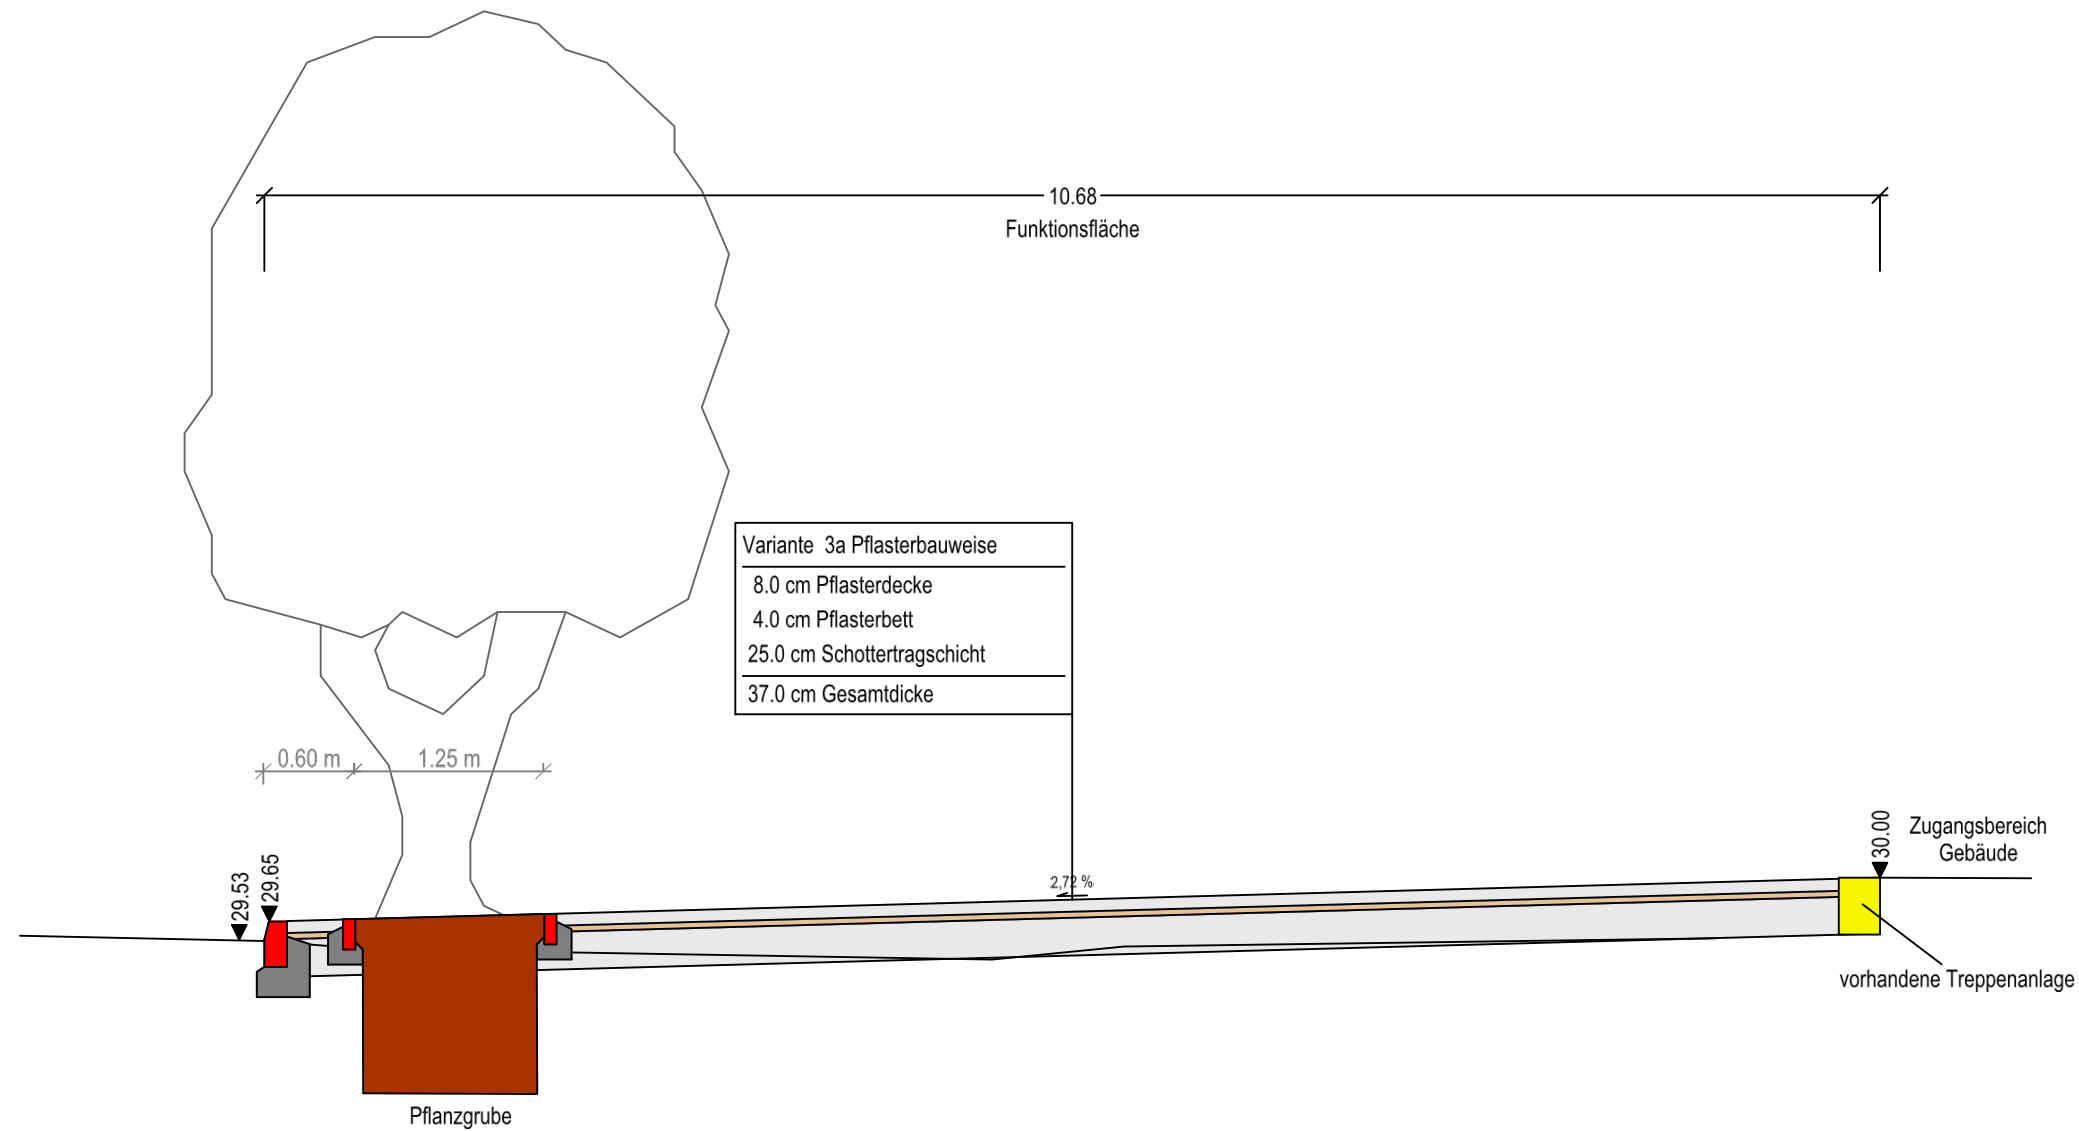 10.68
Funktionsfläche
Variante 3a Pflasterbauweise
8.0 cm Pflasterdecke
4.0 cm Pflasterbett
25.0 cm Schottertragschicht
37.0 cm Gesamtdicke
0.60 m
1.25 m
29.53
29.65
2,72 %
30.00
Zugangsbereich
Gebäude
vorhandene Treppenanlage
Pflanzgrube